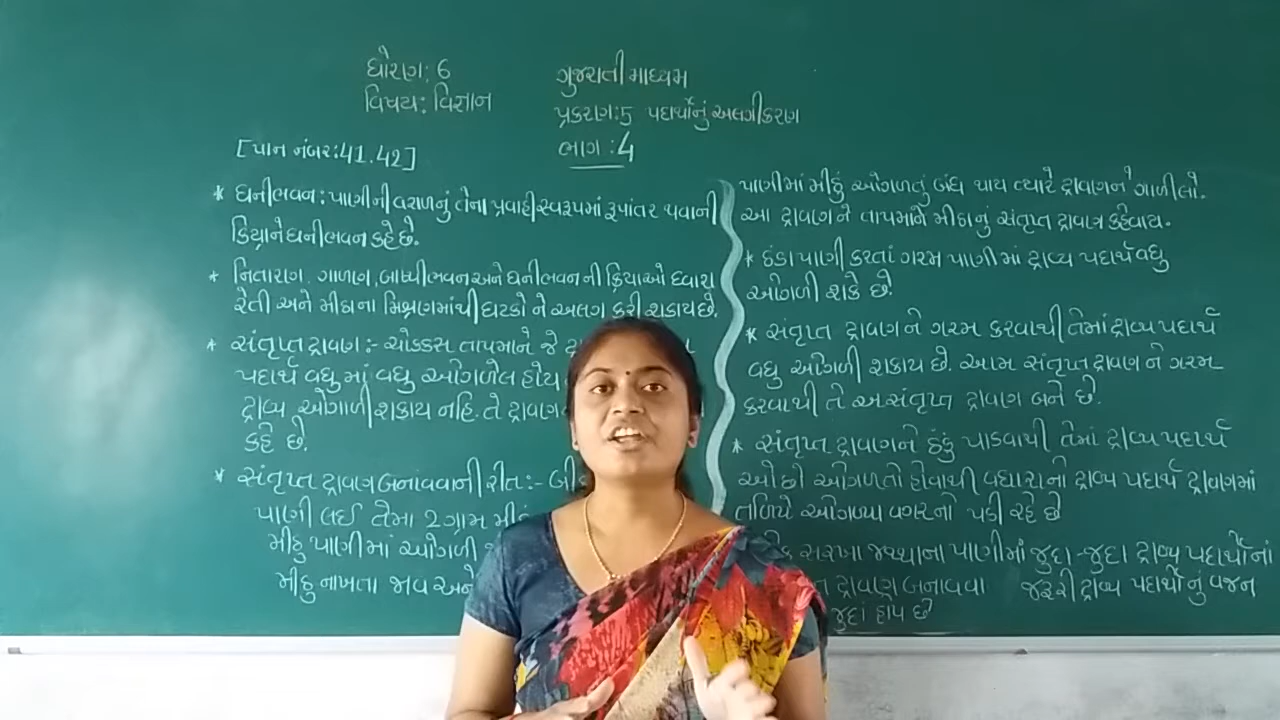 ધોરણ: 6
ગુજરાતી માધ્યમ
વિષય: વિજ્ઞાન
પ્રકરણ: 5 પદાર્થોનું અલગીકરણ
[પાન નંબર: 41.42]
ભાગ : 4
* ઘનીભવન : પાણીની વરાળનું તેના પ્રવાહી સ્વરૂપમાં રૂપાંતર થવાની
ક્રિયાને ઘનીભવન કહે છે.
* નિતારણ, ગાળણ, બાષ્પીભવન અને ઘનીભવન ની ક્રિયાઓ દ્વારા
રેતી અને મીઠાના મિશ્રણમાંથી ઘટકો ને અલગ કરી શકાય છે.
* સંતૃપ્ત દ્રાવણ :- ચોક્કસ તાપમાને જે
પદાર્થ વધુ માં વધુ ઓગળેલ હોય
દ્રાવ્ય ઓગાળી શકાય નહિ. તે દ્રાવણ
કહે છે.
* સંતૃપ્ત દ્રાવણ બનાવવાની રીત :-
પાણી લઈ તેમા 2 ગ્રામ
મીઠુ પાણીમાં ઓગળી
મીઠુ નાખતા જાવ અને
પાણીમાં મીઠું ઓગળતું બંધ થાય ત્યારે દ્રાવણને ગાળી લો.
આ દ્રાવણ ને તાપમાને મીઠાનું સંતૃપ્ત દ્રાવણ કહેવાય.
* ઠંડા પાણી કરતાં ગરમ પાણી માં દ્રાવ્ય પદાર્થ વધુ
ઓગળી શકે છે.
* સંતૃપ્ત દ્રાવણ ને ગરમ કરવાથી તેમાં દ્રાવ્ય પદાર્થ
વધુ ઓગળી શકાય છે. આમ સંતૃપ્ત દ્રાવણ ને ગરમ
કરવાથી તે અસંતૃપ્ત દ્રાવણ બને છે.
* સંતૃપ્ત દ્રાવણને ઠંડુ પાડવાથી તેમાં દ્રાવ્ય પદાર્થ
ઓછો ઓગળતો હોવાથી વધારાનો દ્રાવ્ય પદાર્થ દ્રાવણમાં
તળિયે ઓગળ્યા વગરનો પડી રહે છે
સરખા જથ્થાના પાણીમાં જુદા-જુદા દ્રાવ્ય પદાર્થોનાં
દ્રાવણ બનાવવા જરૂરી દ્રાવ્ય પદાર્થો નું વજન
જુદાં હોય છે